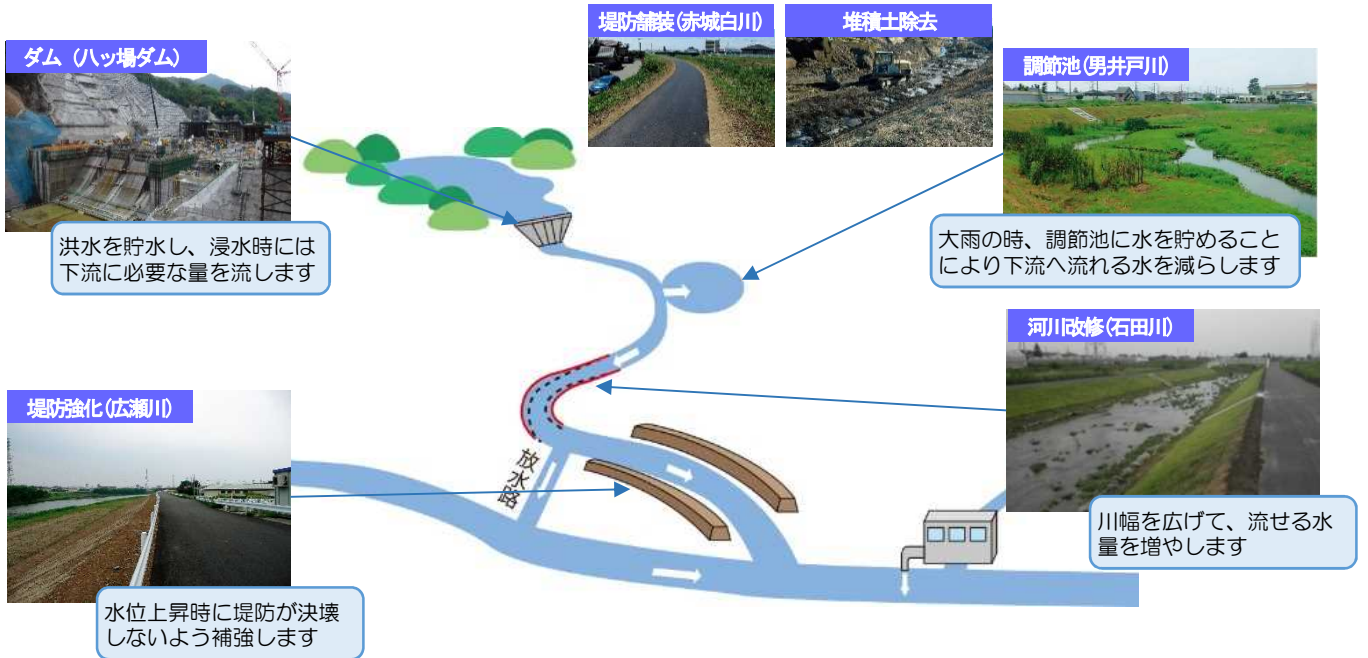 堤防舗装(赤城白川)
堆積土除去
ダム（八ッ場ダム）
洪水を貯水し、浸水時には
下流に必要な量を流します
調節池(男井戸川)
大雨の時、調節池に水を貯めること
により下流へ流れる水を減らします
河川改修(石田川)
川幅を広げて、流せる水
量を増やします
堤防強化(広瀬川)
水位上昇時に堤防が決壊
しないよう補強します
放水路